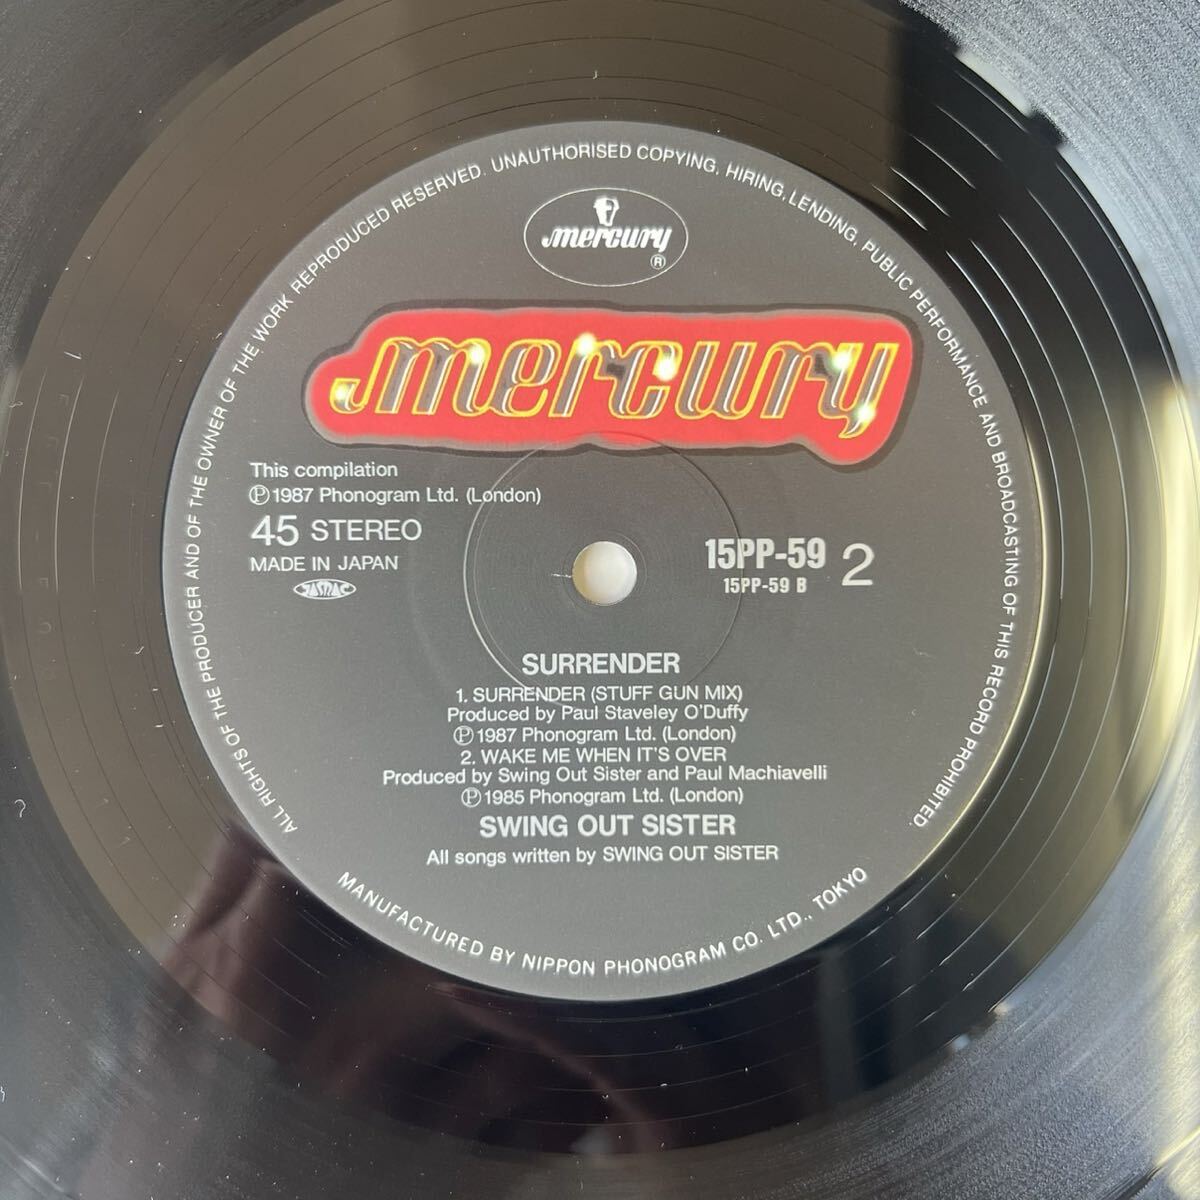 ALL RIGHTS OF THE PRODUCER AND OF THE OWNER OF THE WORK REPRODUCED RESERVED. UNAUTHORISED COPYING, HIRING, LENDING, PUBLIC PERFORMANCE AND BROADCASTING OF THIS RECORD PROHIBITED.
mercury
®
mercury
This compilation
℗ 1987 Phonogram Ltd. (London)
45 STEREO
MADE IN JAPAN
JASRAC
15PP-59 2
15PP-59 B
SURRENDER
1. SURRENDER (STUFF GUN MIX)
Produced by Paul Staveley O'Duffy
℗ 1987 Phonogram Ltd. (London)
2. WAKE ME WHEN IT'S OVER
Produced by Swing Out Sister and Paul Machiavelli
℗ 1985 Phonogram Ltd. (London)
SWING OUT SISTER
All songs written by SWING OUT SISTER
MANUFACTURED BY NIPPON PHONOGRAM CO. LTD., TOKYO